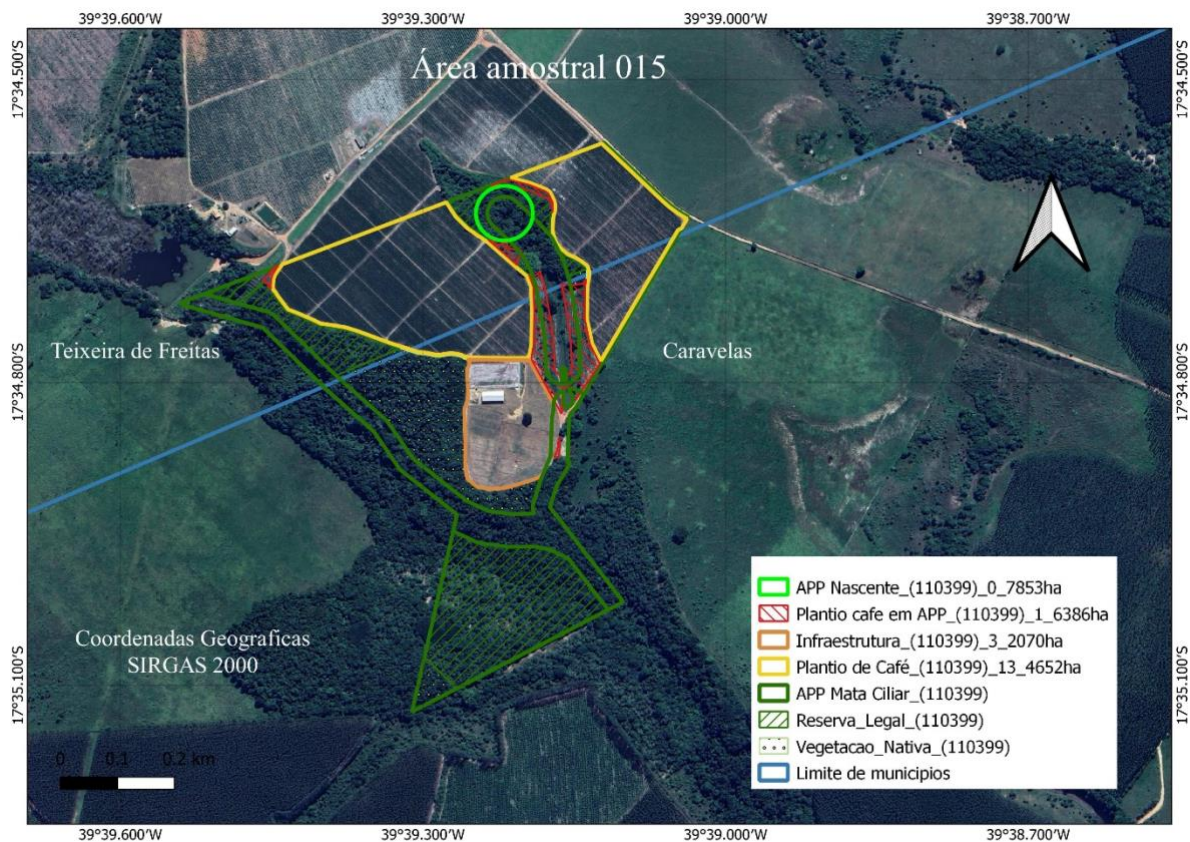 39°39.600'W 39°39.300'W 39°39.000'W 39°38.700'W
Área amostral 015
17°34.500'S 17°34.500'S
Teixeira de Freitas
Caravelas
17°34.800'S 17°34.800'S
Coordenadas Geograficas
SIRGAS 2000
17°35.100'S 17°35.100'S
0 0.1 0.2 km
APP Nascente_(110399)_0_7853ha
Plantio cafe em APP_(110399)_1_6386ha
Infraestrutura_(110399)_3_2070ha
Plantio de Café_(110399)_13_4652ha
APP Mata Ciliar_(110399)
Reserva_Legal_(110399)
Vegetacao_Nativa_(110399)
Limite de municipios
39°39.600'W 39°39.300'W 39°39.000'W 39°38.700'W